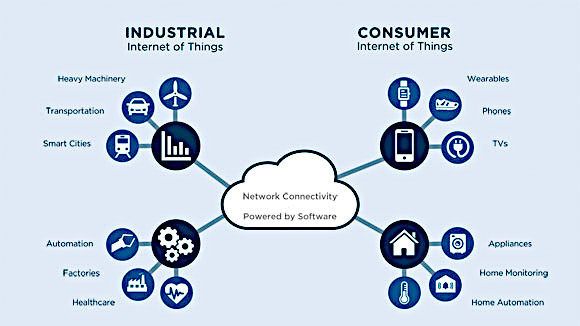 INDUSTRIAL
Internet of Things
CONSUMER
Internet of Things
Heavy Machinery
Transportation
Smart Cities
Wearables
Phones
TVs
Network Connectivity
Powered by Software
Automation
Factories
Healthcare
Appliances
Home Monitoring
Home Automation